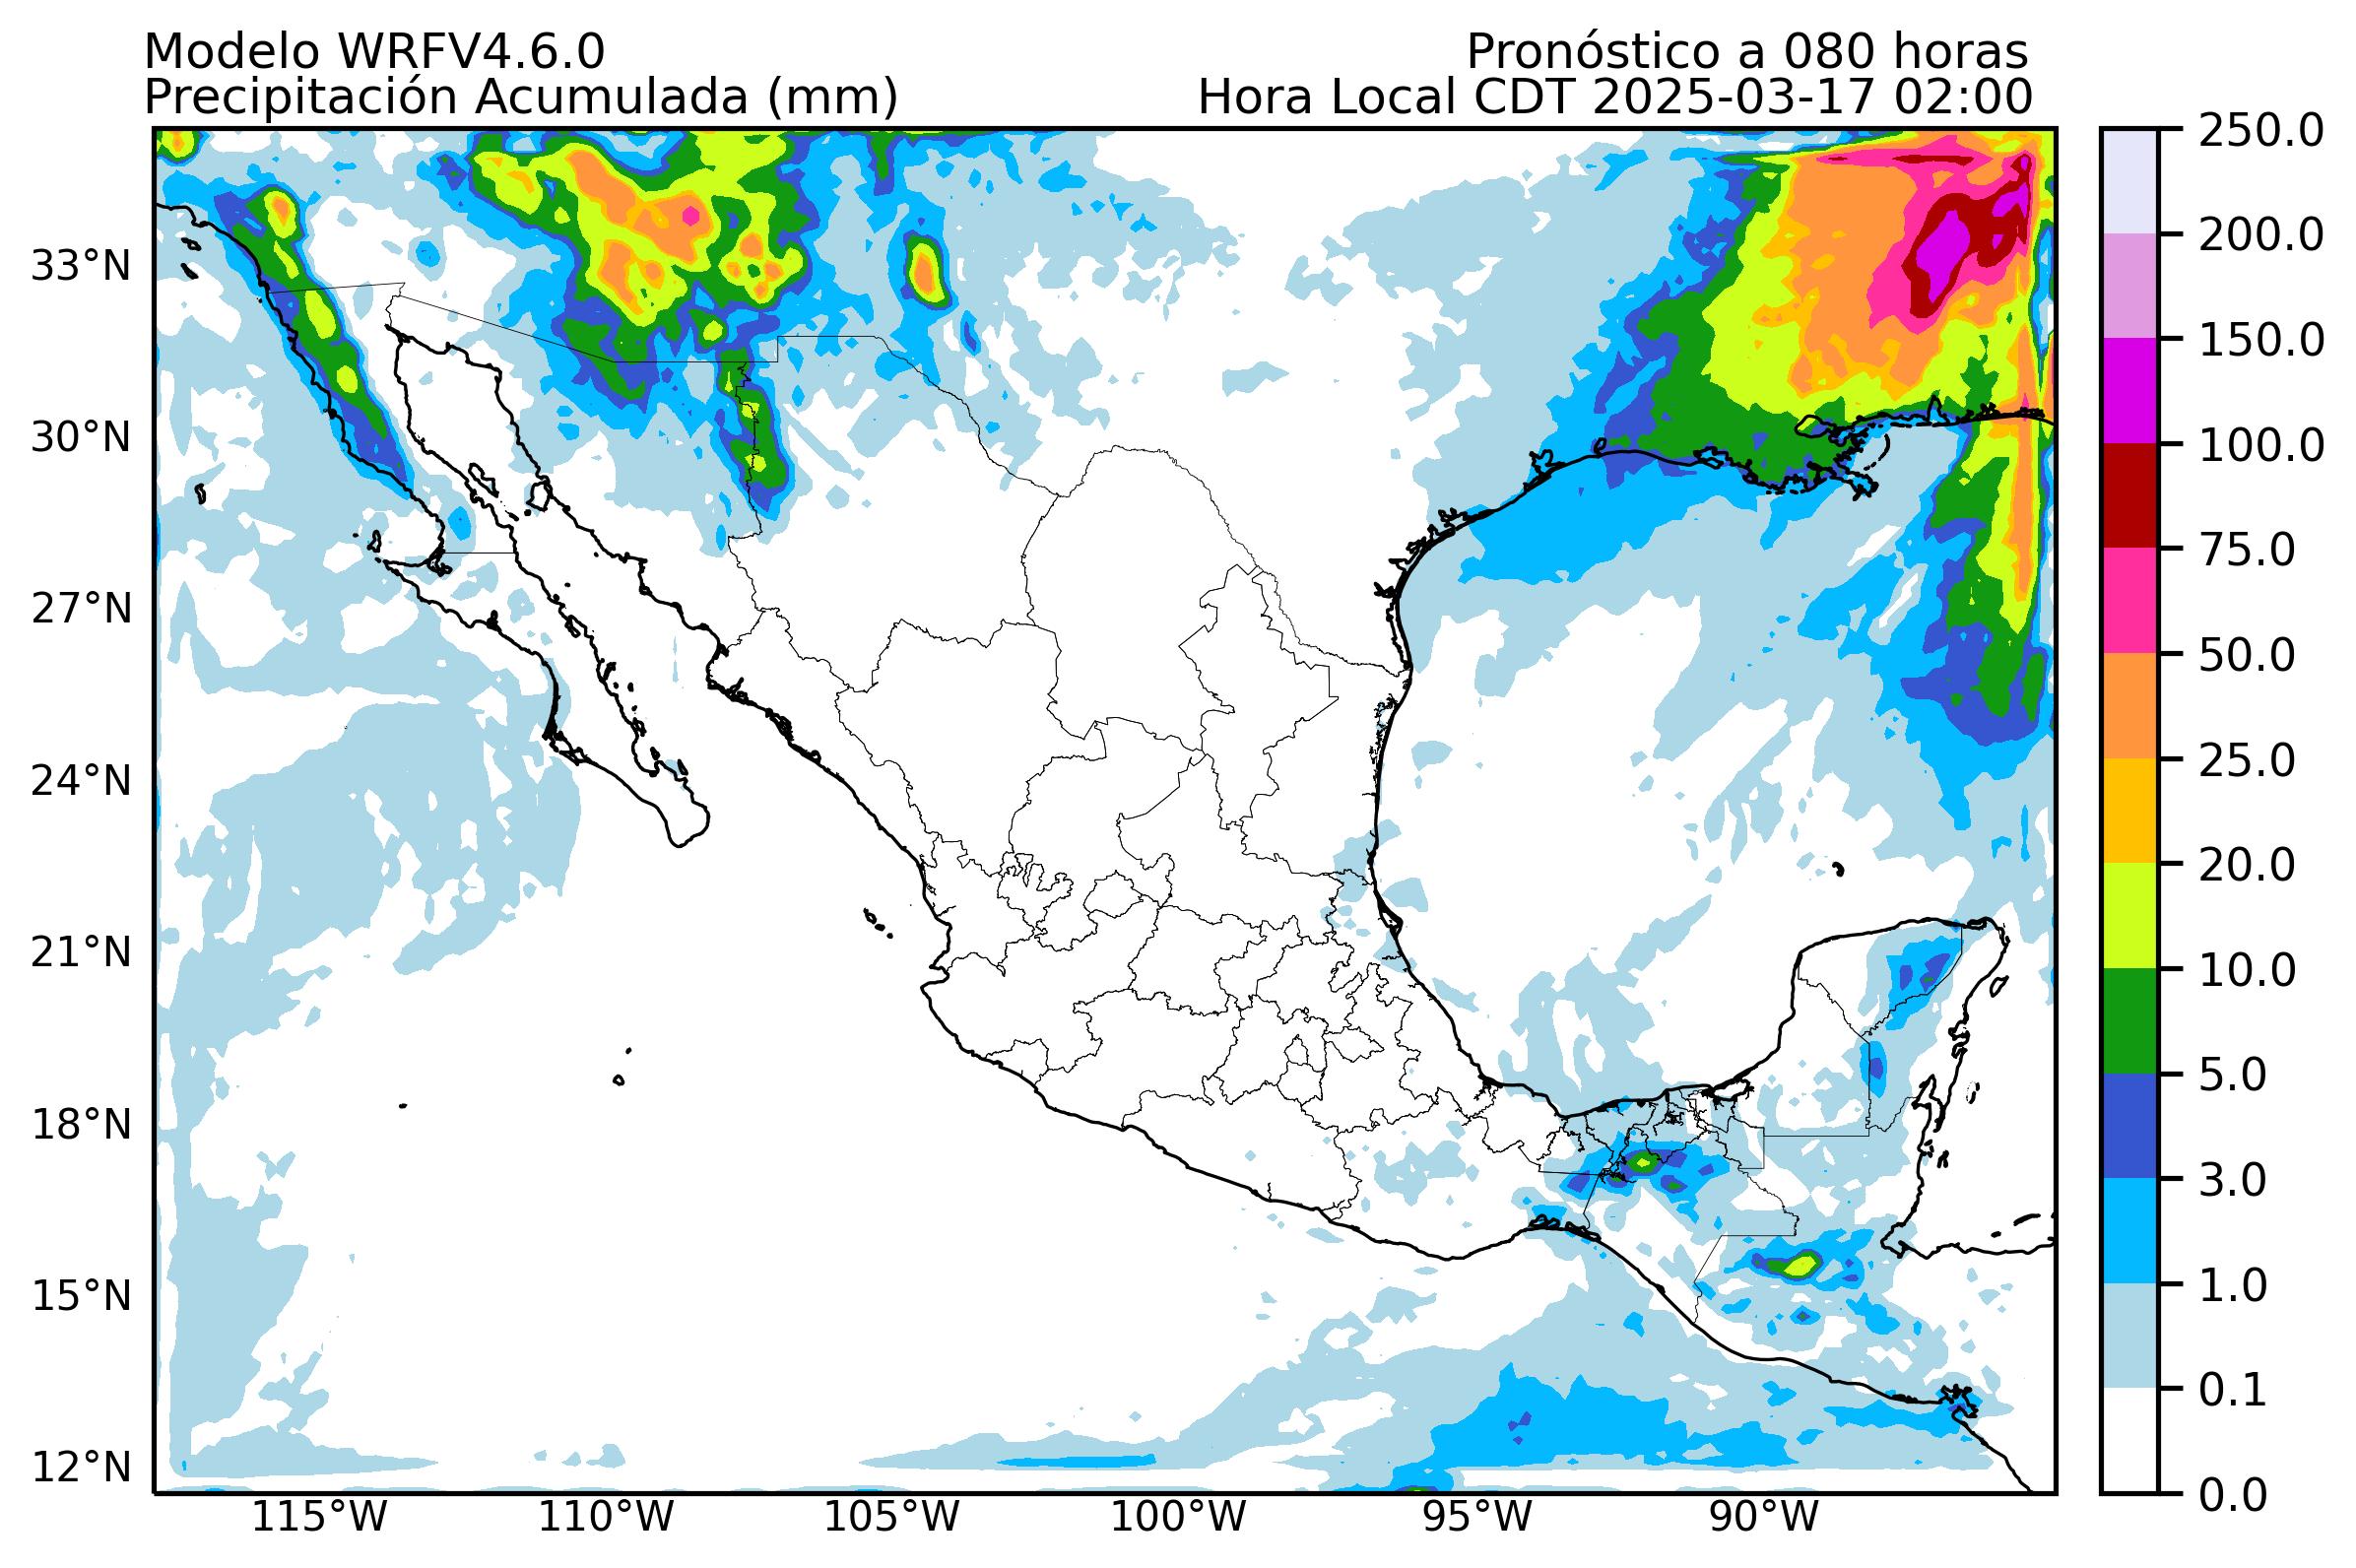 Modelo WRFV4.6.0
Pronóstico a 080 horas
Precipitación Acumulada (mm)
Hora Local CDT 2025-03-17 02:00
33°N
30°N
27°N
24°N
21°N
18°N
15°N
12°N
115°W
110°W
105°W
100°W
95°W
90°W
250.0
200.0
150.0
100.0
75.0
50.0
25.0
20.0
10.0
5.0
3.0
1.0
0.1
0.0